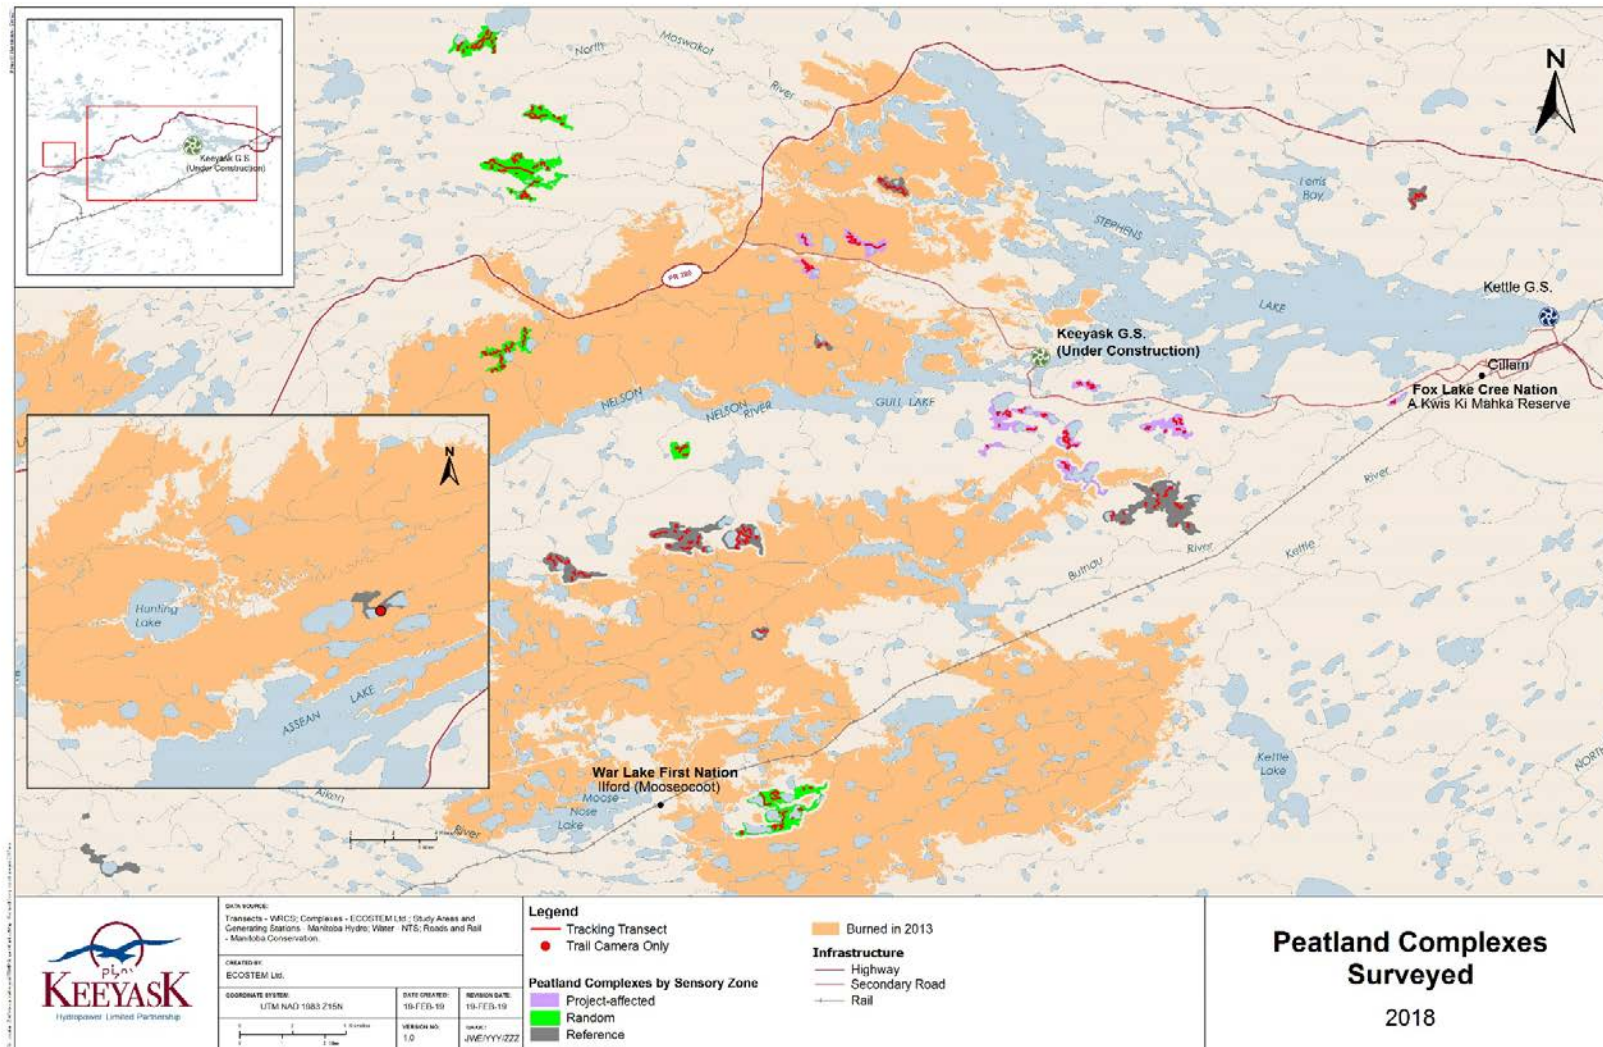 Keeyask G.S.
(Under Construction)
North
Moswakot
River
N
Ferris
Bay
STEPHENS
LAKE
Kettle G.S.
PR 280
Keeyask G.S.
(Under Construction)
Gillam
Fox Lake Cree Nation
A Kwis Ki Mahka Reserve
NELSON
NELSON
RIVER
GULL LAKE
N
River
River
Kettle
Butnau
Hunting
Lake
ASSEAN
LAKE
Kettle
Lake
NORTH
War Lake First Nation
Ilford (Mooseocoot)
Moose
Nose
Lake
Aiken
River
KEEYASK
Hydropower Limited Partnership
DATA SOURCE:
Transects - WRCS; Complexes - ECOSTEM Ltd.; Study Areas and
Generating Stations - Manitoba Hydro; Water - NTS; Roads and Rail
- Manitoba Conservation.
CREATED BY:
ECOSTEM Ltd.
COORDINATE SYSTEM:
UTM NAD 1983 Z15N
DATE CREATED:
19-FEB-19
REVISION DATE:
19-FEB-19
VERSION NO:
1.0
JWE/YYY/ZZZ
Legend
Tracking Transect
Trail Camera Only
Peatland Complexes by Sensory Zone
Project-affected
Random
Reference
Burned in 2013
Infrastructure
Highway
Secondary Road
Rail
Peatland Complexes
Surveyed
2018